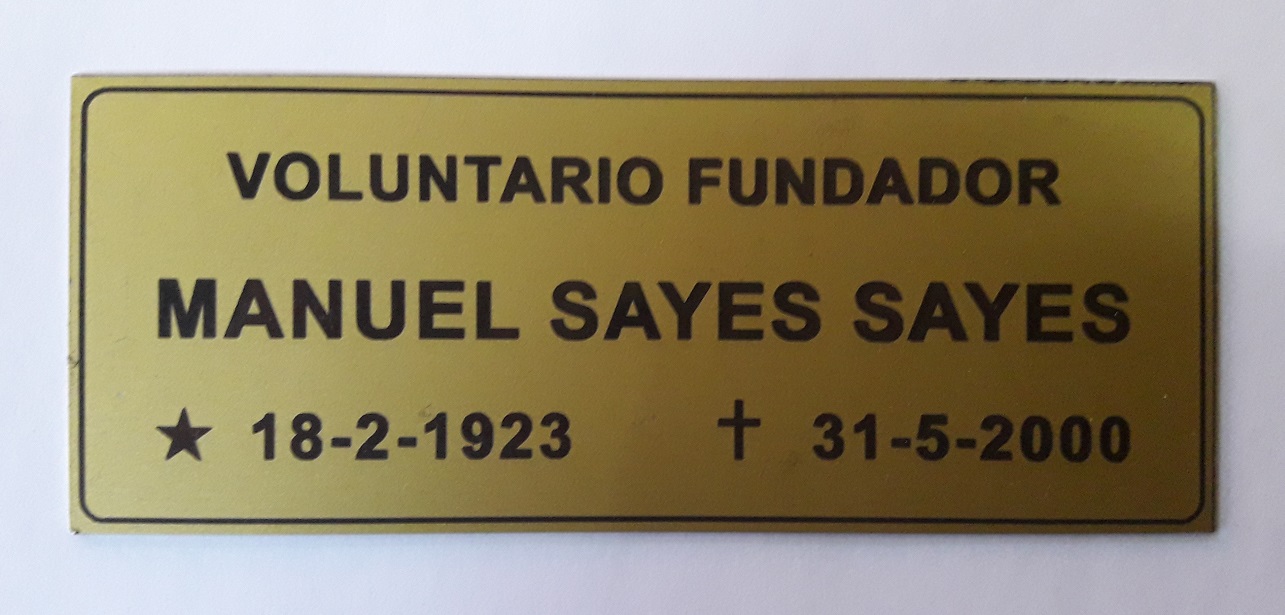 VOLUNTARIO FUNDADOR
MANUEL SAYES SAYES
★ 18-2-1923 ✝ 31-5-2000